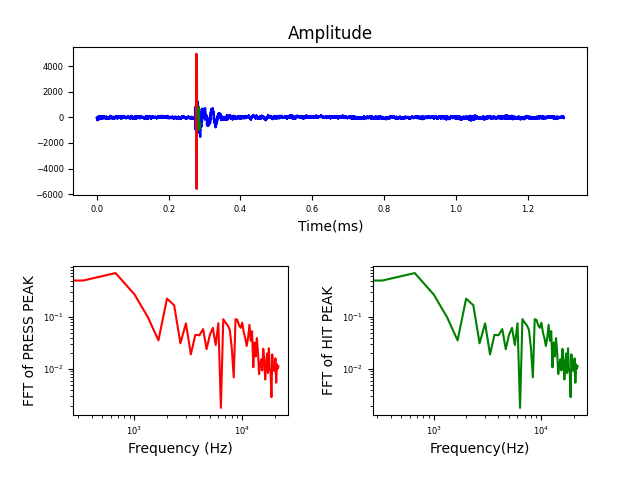 Amplitude
4000
2000
0
−2000
−4000
−6000
0.0 0.2 0.4 0.6 0.8 1.0 1.2
Time(ms)
FFT of PRESS PEAK
10⁻¹
10⁻²
10³ 10⁴
Frequency (Hz)
FFT of HIT PEAK
10⁻¹
10⁻²
10³ 10⁴
Frequency(Hz)